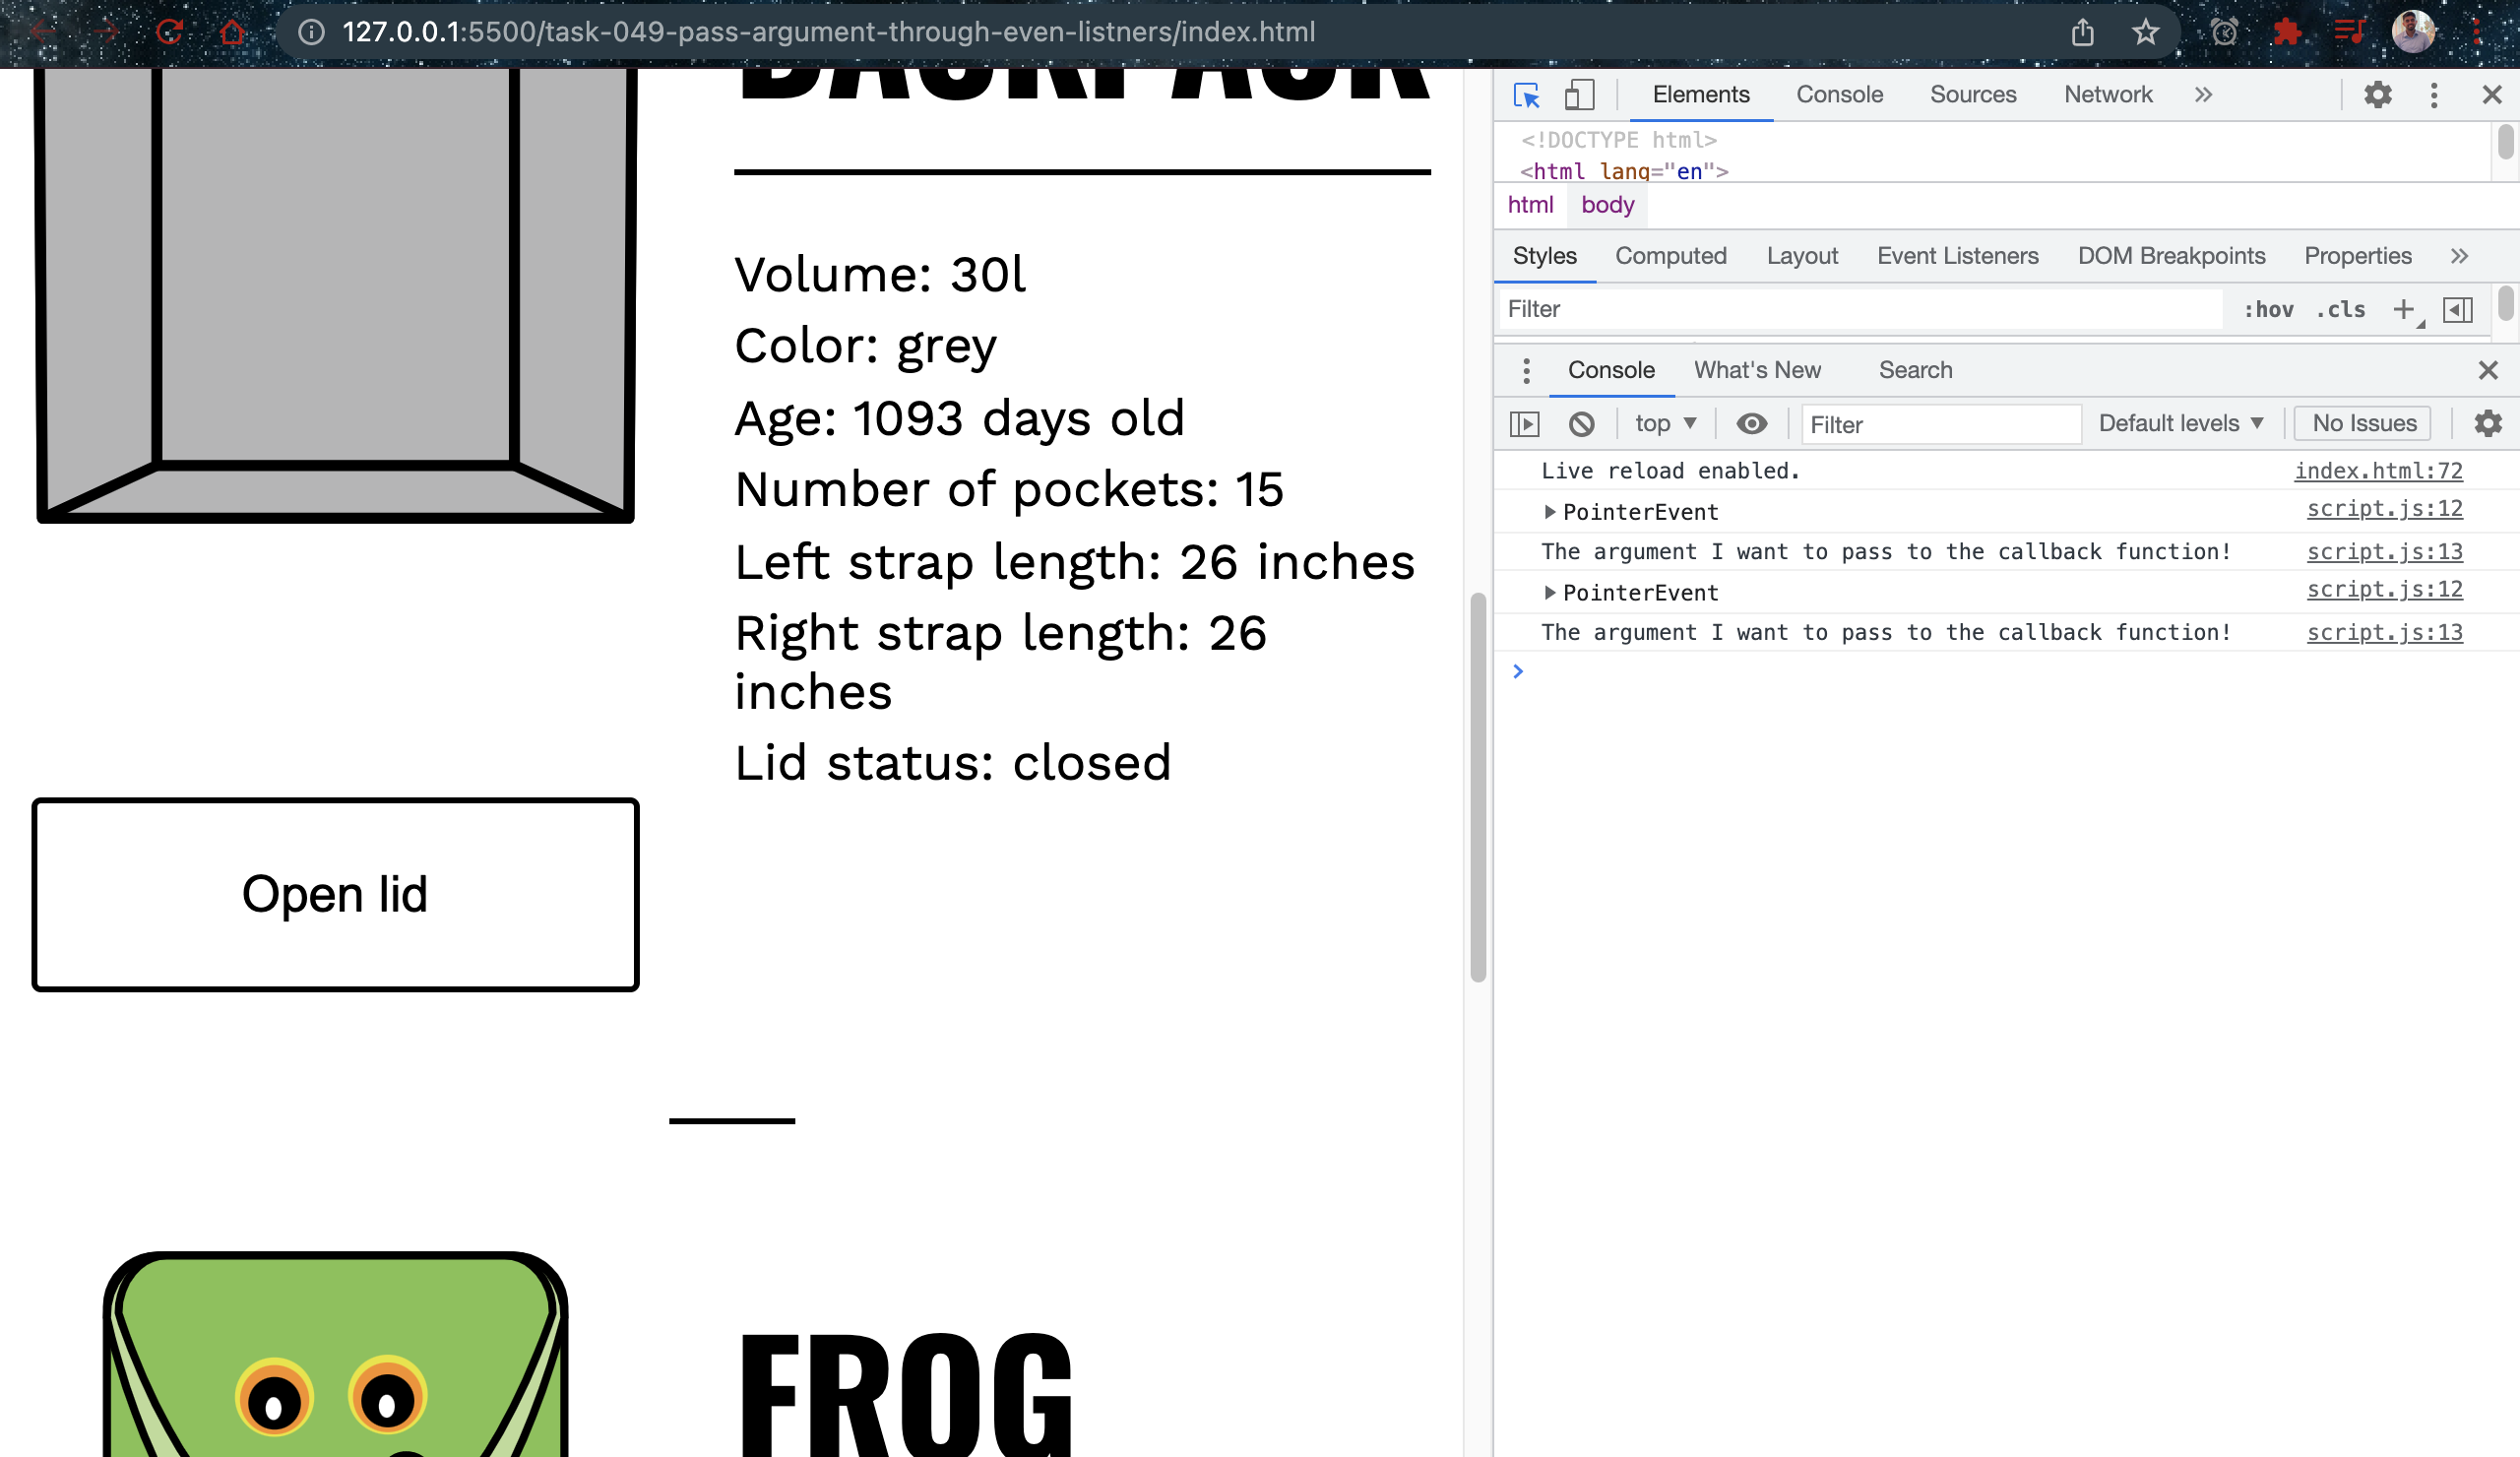 127.0.0.1:5500/task-049-pass-argument-through-even-listners/index.html
BACKPACK
Volume: 30l
Color: grey
Age: 1093 days old
Number of pockets: 15
Left strap length: 26 inches
Right strap length: 26
inches
Lid status: closed
Open lid
FROG
Elements Console Sources Network »
<!DOCTYPE html>
<html lang="en">
html body
Styles Computed Layout Event Listeners DOM Breakpoints Properties »
Filter :hov .cls +
Console What's New Search
top ▼ Filter Default levels ▼ No Issues
Live reload enabled. index.html:72
PointerEvent script.js:12
The argument I want to pass to the callback function! script.js:13
PointerEvent script.js:12
The argument I want to pass to the callback function! script.js:13